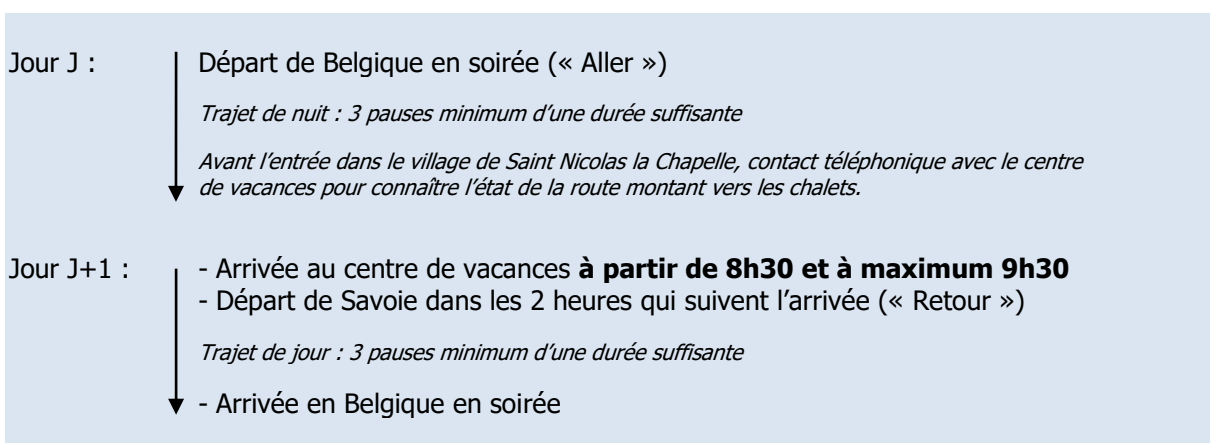 Jour J : Départ de Belgique en soirée (« Aller »)
Trajet de nuit : 3 pauses minimum d’une durée suffisante
Avant l’entrée dans le village de Saint Nicolas la Chapelle, contact téléphonique avec le centre
de vacances pour connaître l’état de la route montant vers les chalets.
Jour J+1 : - Arrivée au centre de vacances à partir de 8h30 et à maximum 9h30
- Départ de Savoie dans les 2 heures qui suivent l’arrivée (« Retour »)
Trajet de jour : 3 pauses minimum d’une durée suffisante
- Arrivée en Belgique en soirée